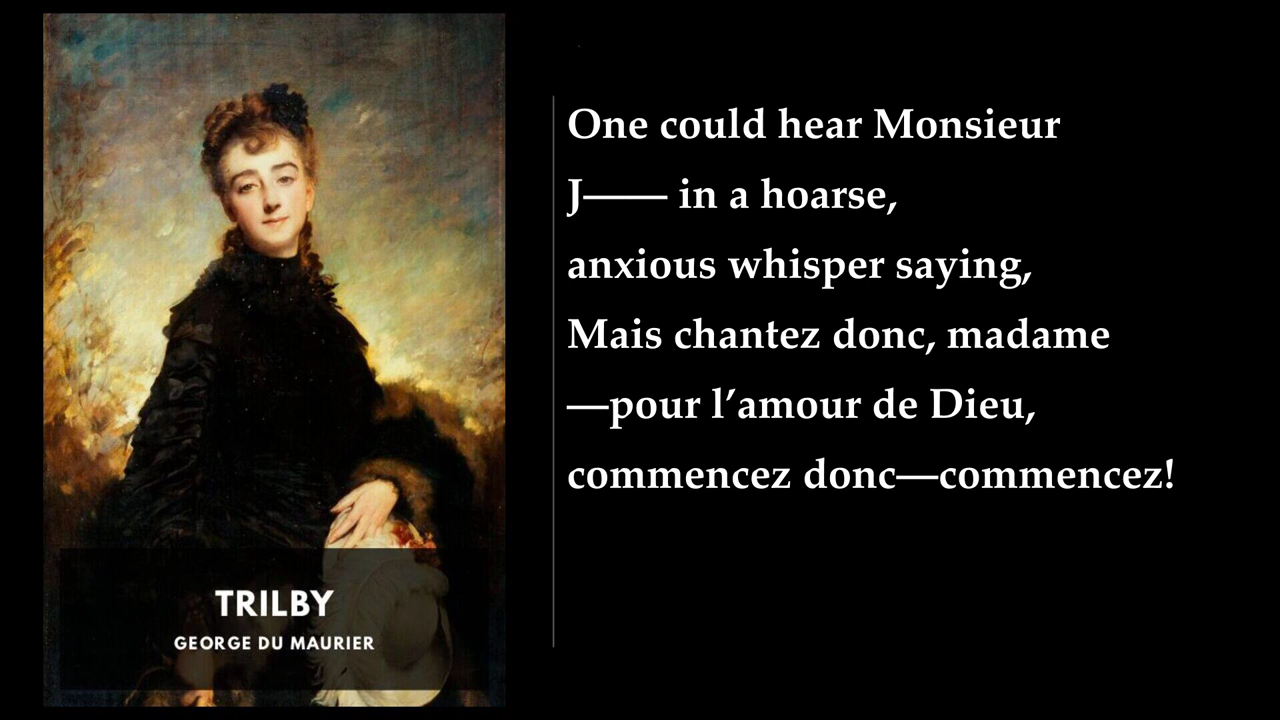 TRILBY
GEORGE DU MAURIER
One could hear Monsieur
J—— in a hoarse,
anxious whisper saying,
Mais chantez donc, madame
—pour l’amour de Dieu,
commencez donc—commencez!